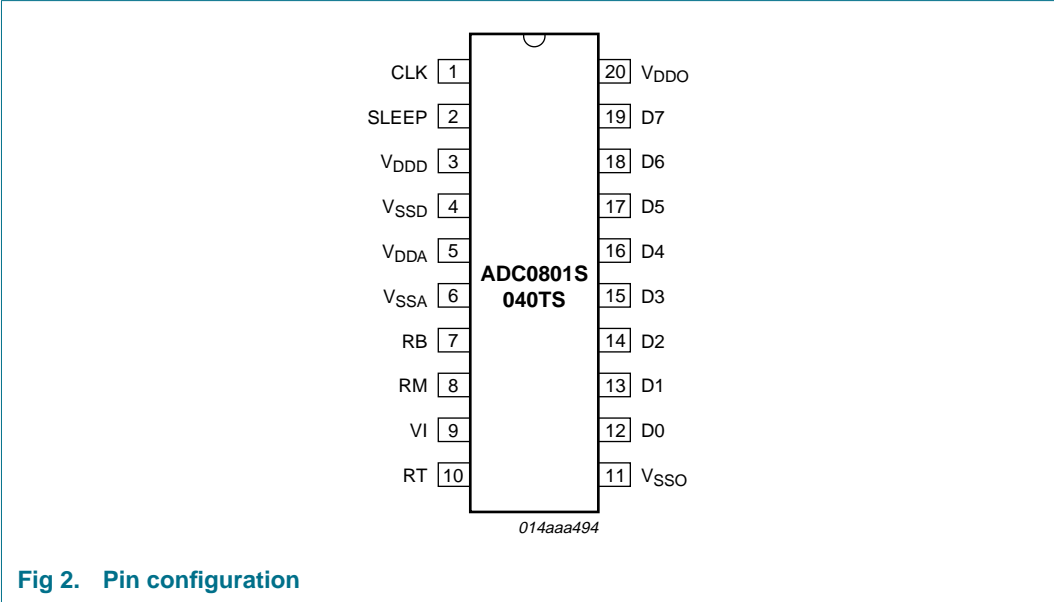 CLK 1 20 VDDO
SLEEP 2 19 D7
VDDD 3 18 D6
VSSD 4 17 D5
VDDA 5 16 D4
ADC0801S
040TS
VSSA 6 15 D3
RB 7 14 D2
RM 8 13 D1
VI 9 12 D0
RT 10 11 VSSO
014aaa494
Fig 2. Pin configuration